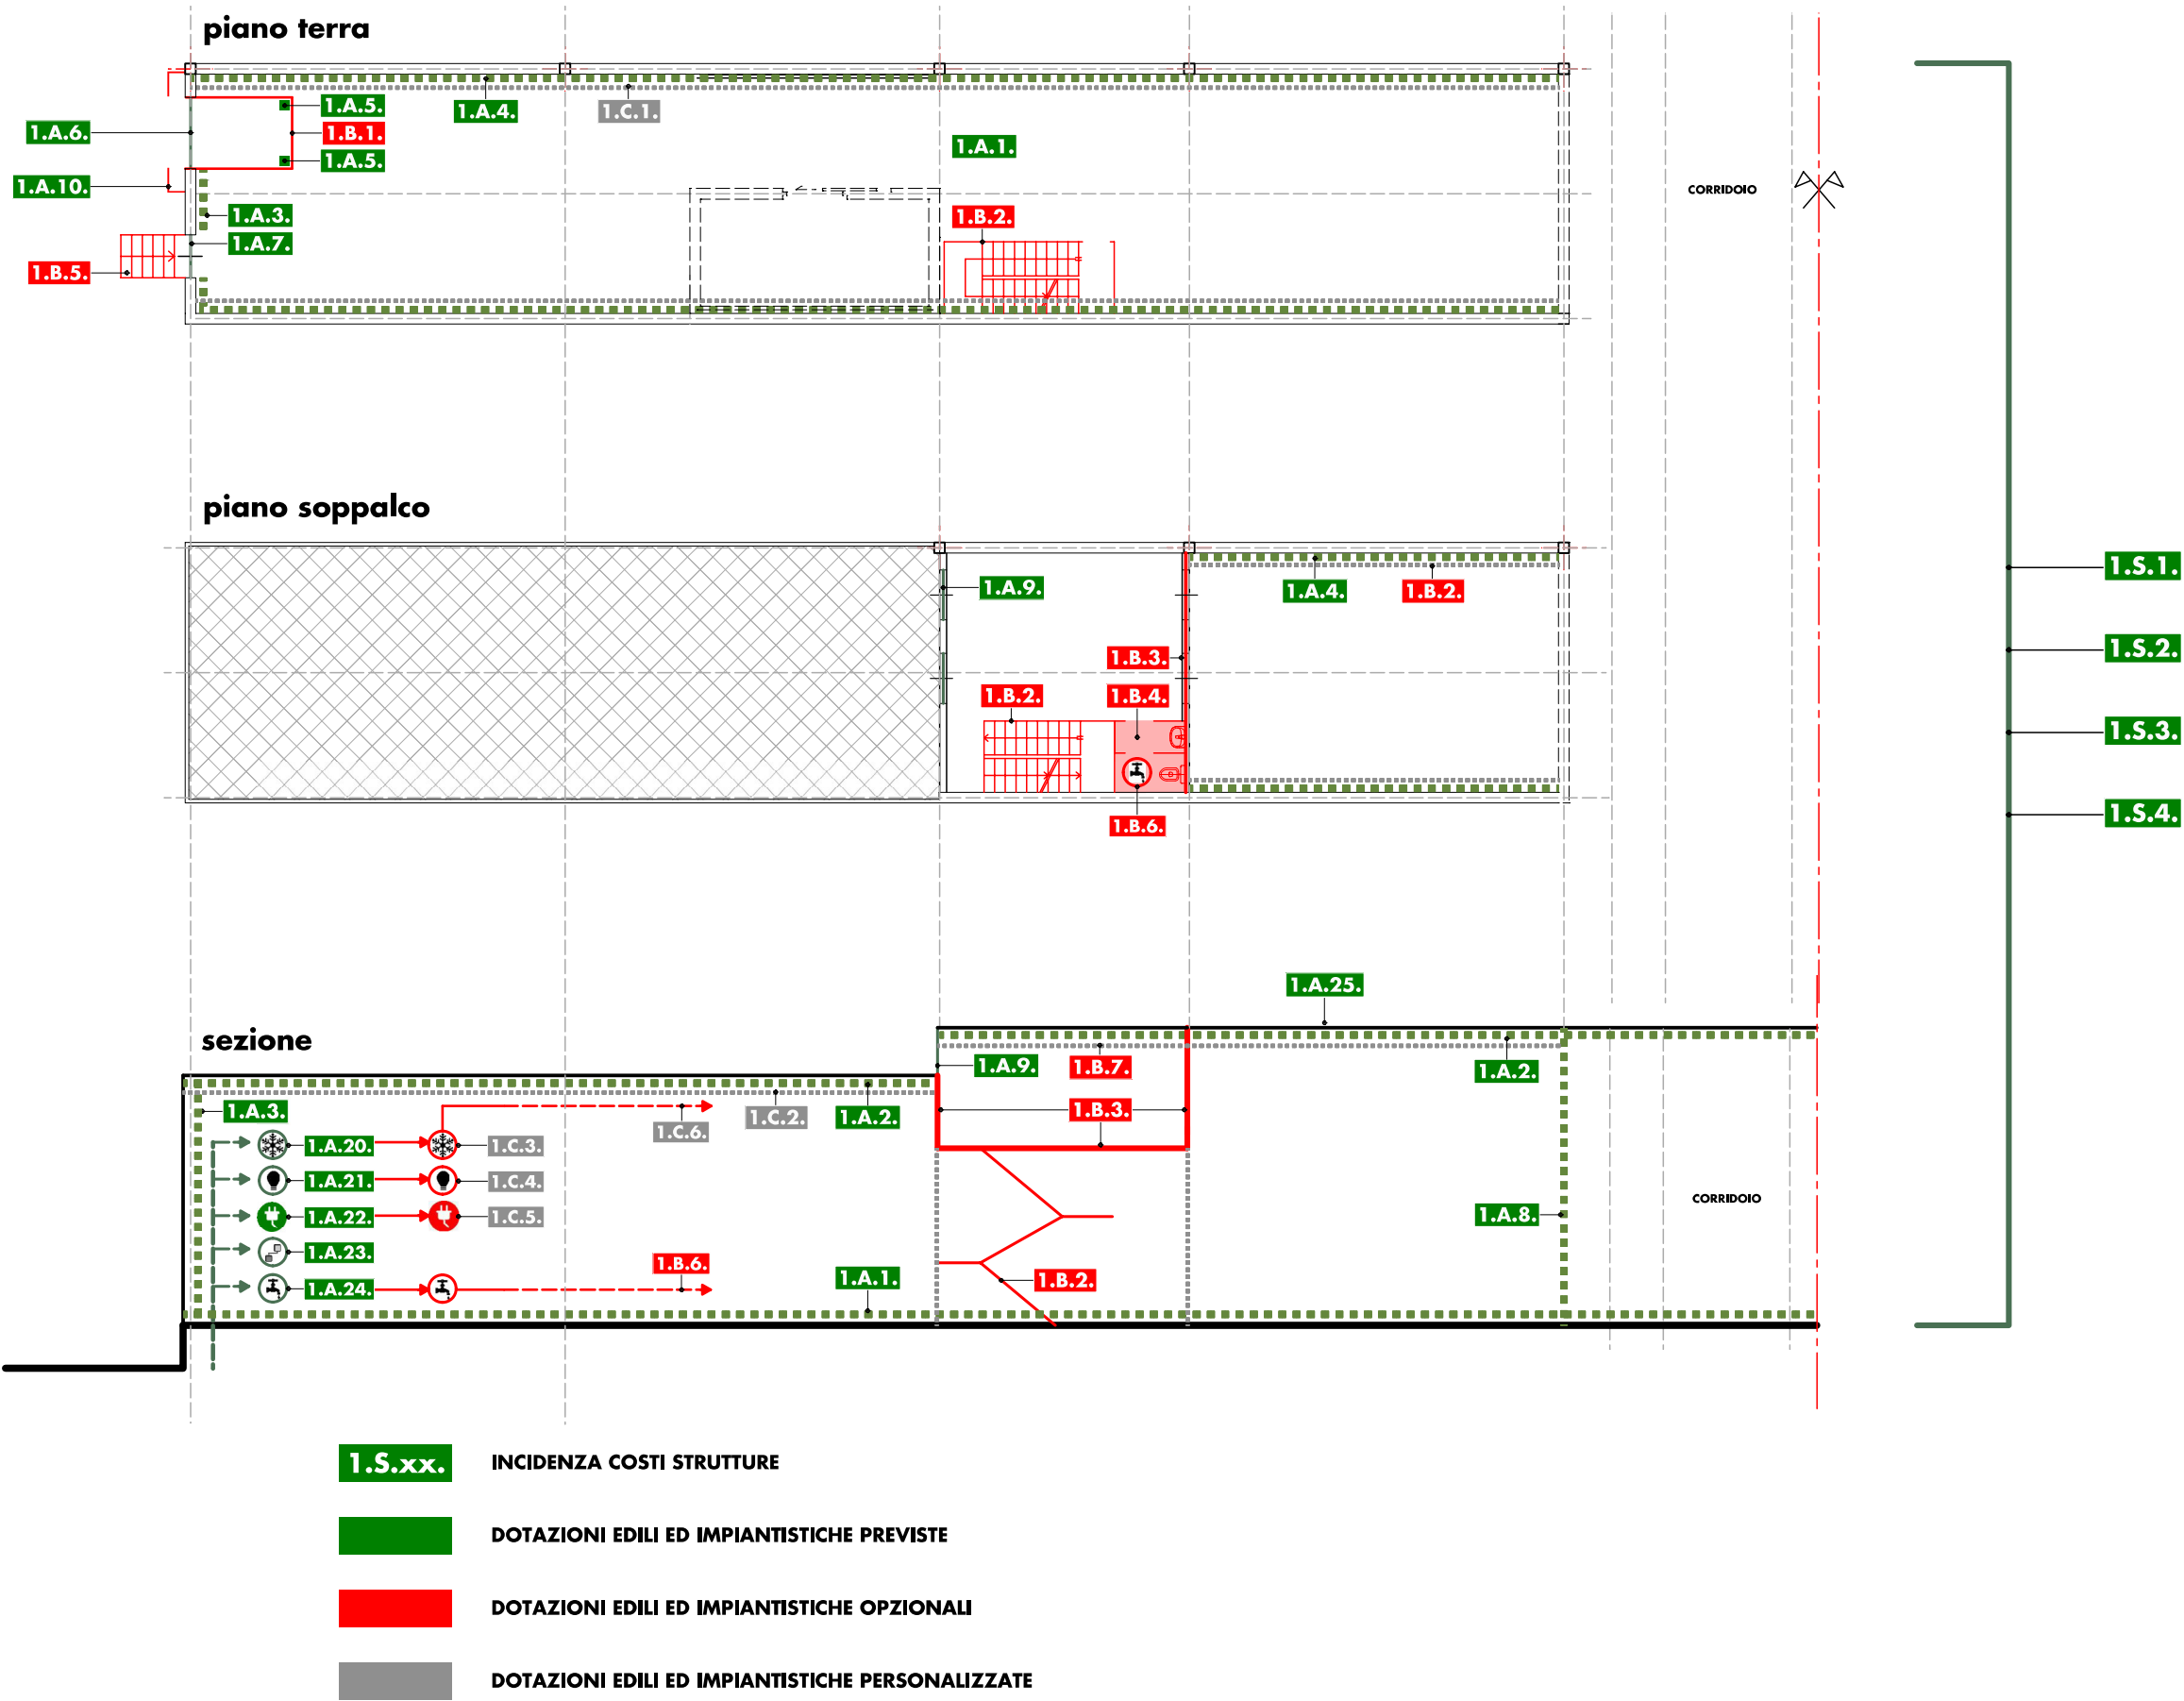 piano terra
1.A.5.
1.A.4.
1.C.1.
1.A.6.
1.B.1.
1.A.1.
1.A.5.
1.A.10.
CORRIDOIO
1.A.3.
1.B.2.
1.A.7.
1.B.5.
piano soppalco
1.S.1.
1.A.9.
1.A.4.
1.B.2.
1.S.2.
1.B.3.
1.B.2.
1.B.4.
1.S.3.
1.S.4.
1.B.6.
1.A.25.
sezione
1.A.9.
1.B.7.
1.A.2.
1.A.3.
1.C.2.
1.A.2.
1.B.3.
1.C.6.
1.A.20.
1.C.3.
1.A.21.
1.C.4.
CORRIDOIO
1.A.22.
1.C.5.
1.A.8.
1.A.23.
1.B.6.
1.A.1.
1.B.2.
1.A.24.
1.S.xx.
INCIDENZA COSTI STRUTTURE
DOTAZIONI EDILI ED IMPIANTISTICHE PREVISTE
DOTAZIONI EDILI ED IMPIANTISTICHE OPZIONALI
DOTAZIONI EDILI ED IMPIANTISTICHE PERSONALIZZATE